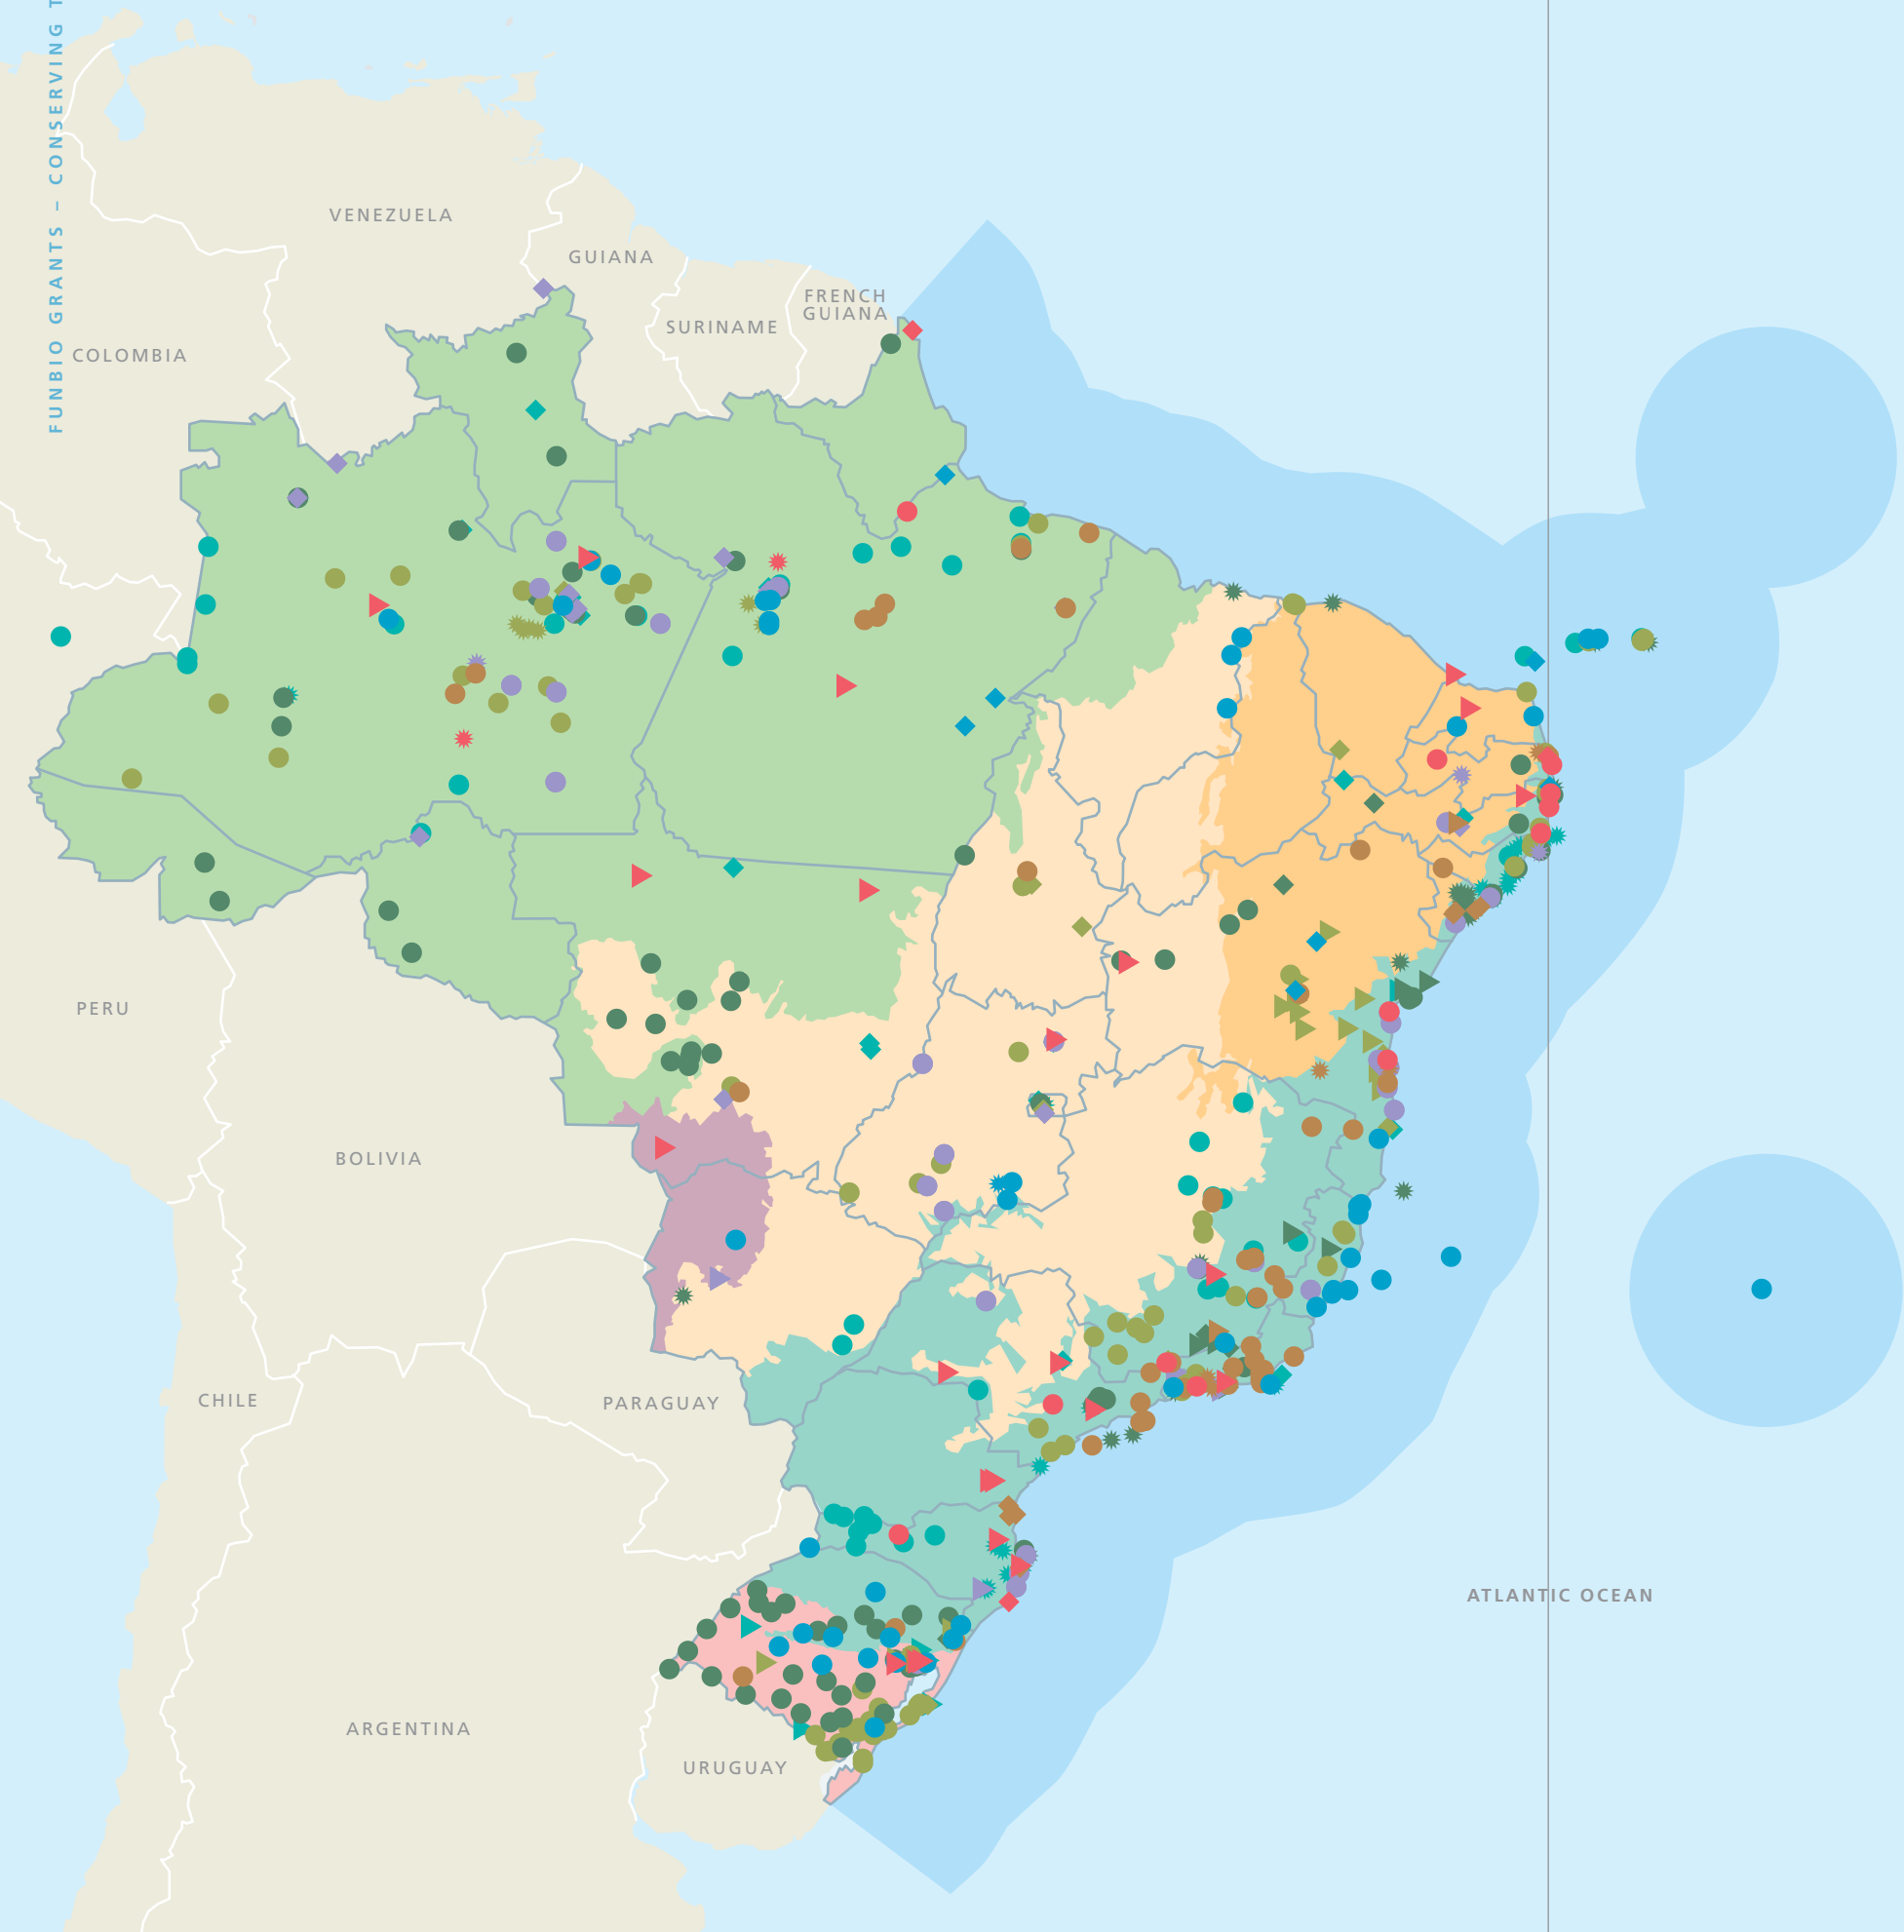 FUNBIO GRANTS – CONSERVING
VENEZUELA
GUIANA
FRENCH
GUIANA
SURINAME
COLOMBIA
PERU
BOLIVIA
CHILE
PARAGUAY
ATLANTIC OCEAN
ARGENTINA
URUGUAY